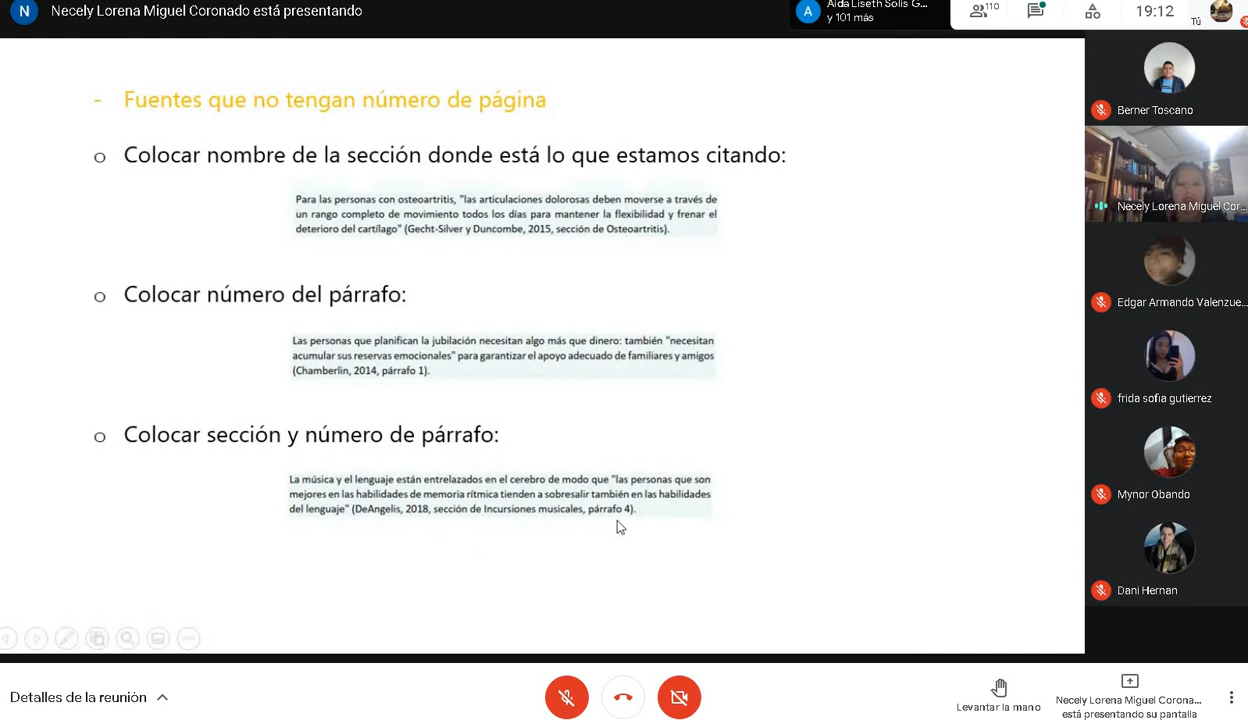 N Necely Lorena Miguel Coronado está presentando
A Aida Liseth Solis G...
y 101 más
110
19:12
Tú
- Fuentes que no tengan número de página
o Colocar nombre de la sección donde está lo que estamos citando:
Para las personas con osteoartritis, "las articulaciones dolorosas deben moverse a través de
un rango completo de movimiento todos los días para mantener la flexibilidad y frenar el
deterioro del cartílago" (Gecht-Silver y Duncombe, 2015, sección de Osteoartritis).
o Colocar número del párrafo:
Las personas que planifican la jubilación necesitan algo más que dinero: también "necesitan
acumular sus reservas emocionales" para garantizar el apoyo adecuado de familiares y amigos
(Chamberlin, 2014, párrafo 1).
o Colocar sección y número de párrafo:
La música y el lenguaje están entrelazados en el cerebro de modo que "las personas que son
mejores en las habilidades de memoria rítmica tienden a sobresalir también en las habilidades
del lenguaje" (DeAngelis, 2018, sección de Incursiones musicales, párrafo 4).
Berner Toscano
Necely Lorena Miguel Cor...
Edgar Armando Valenzue...
frida sofia gutierrez
Mynor Obando
Dani Hernan
Detalles de la reunión
Levantar la mano
Necely Lorena Miguel Corona...
está presentando su pantalla